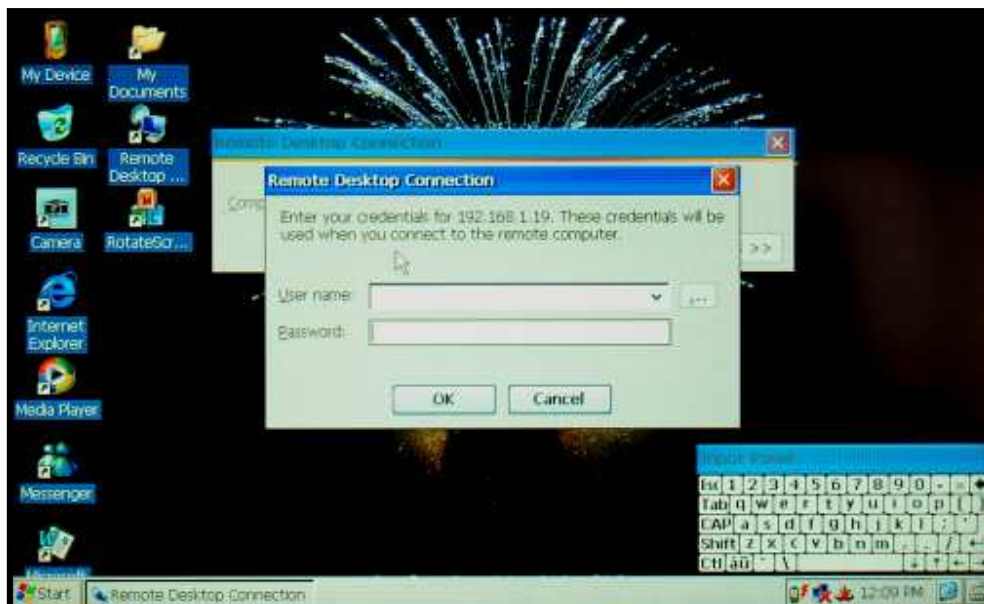 My Device
My
Documents
Recycle Bin
Remote
Desktop ...
Camera
RotateScr...
Internet
Explorer
Media Player
Messenger
Microsoft
Remote Desktop Connection
Comp
>>
Remote Desktop Connection
Enter your credentials for 192.168.1.19. These credentials will be
used when you connect to the remote computer.
User name:
...
Password:
OK
Cancel
Input Panel
Esc 1 2 3 4 5 6 7 8 9 0 - =
Tab q w e r t y u i o p [ ]
CAP a s d f g h j k l ; '
Shift z x c v b n m , . /
Ctl áü ` \
Start
Remote Desktop Connection
12:09 PM